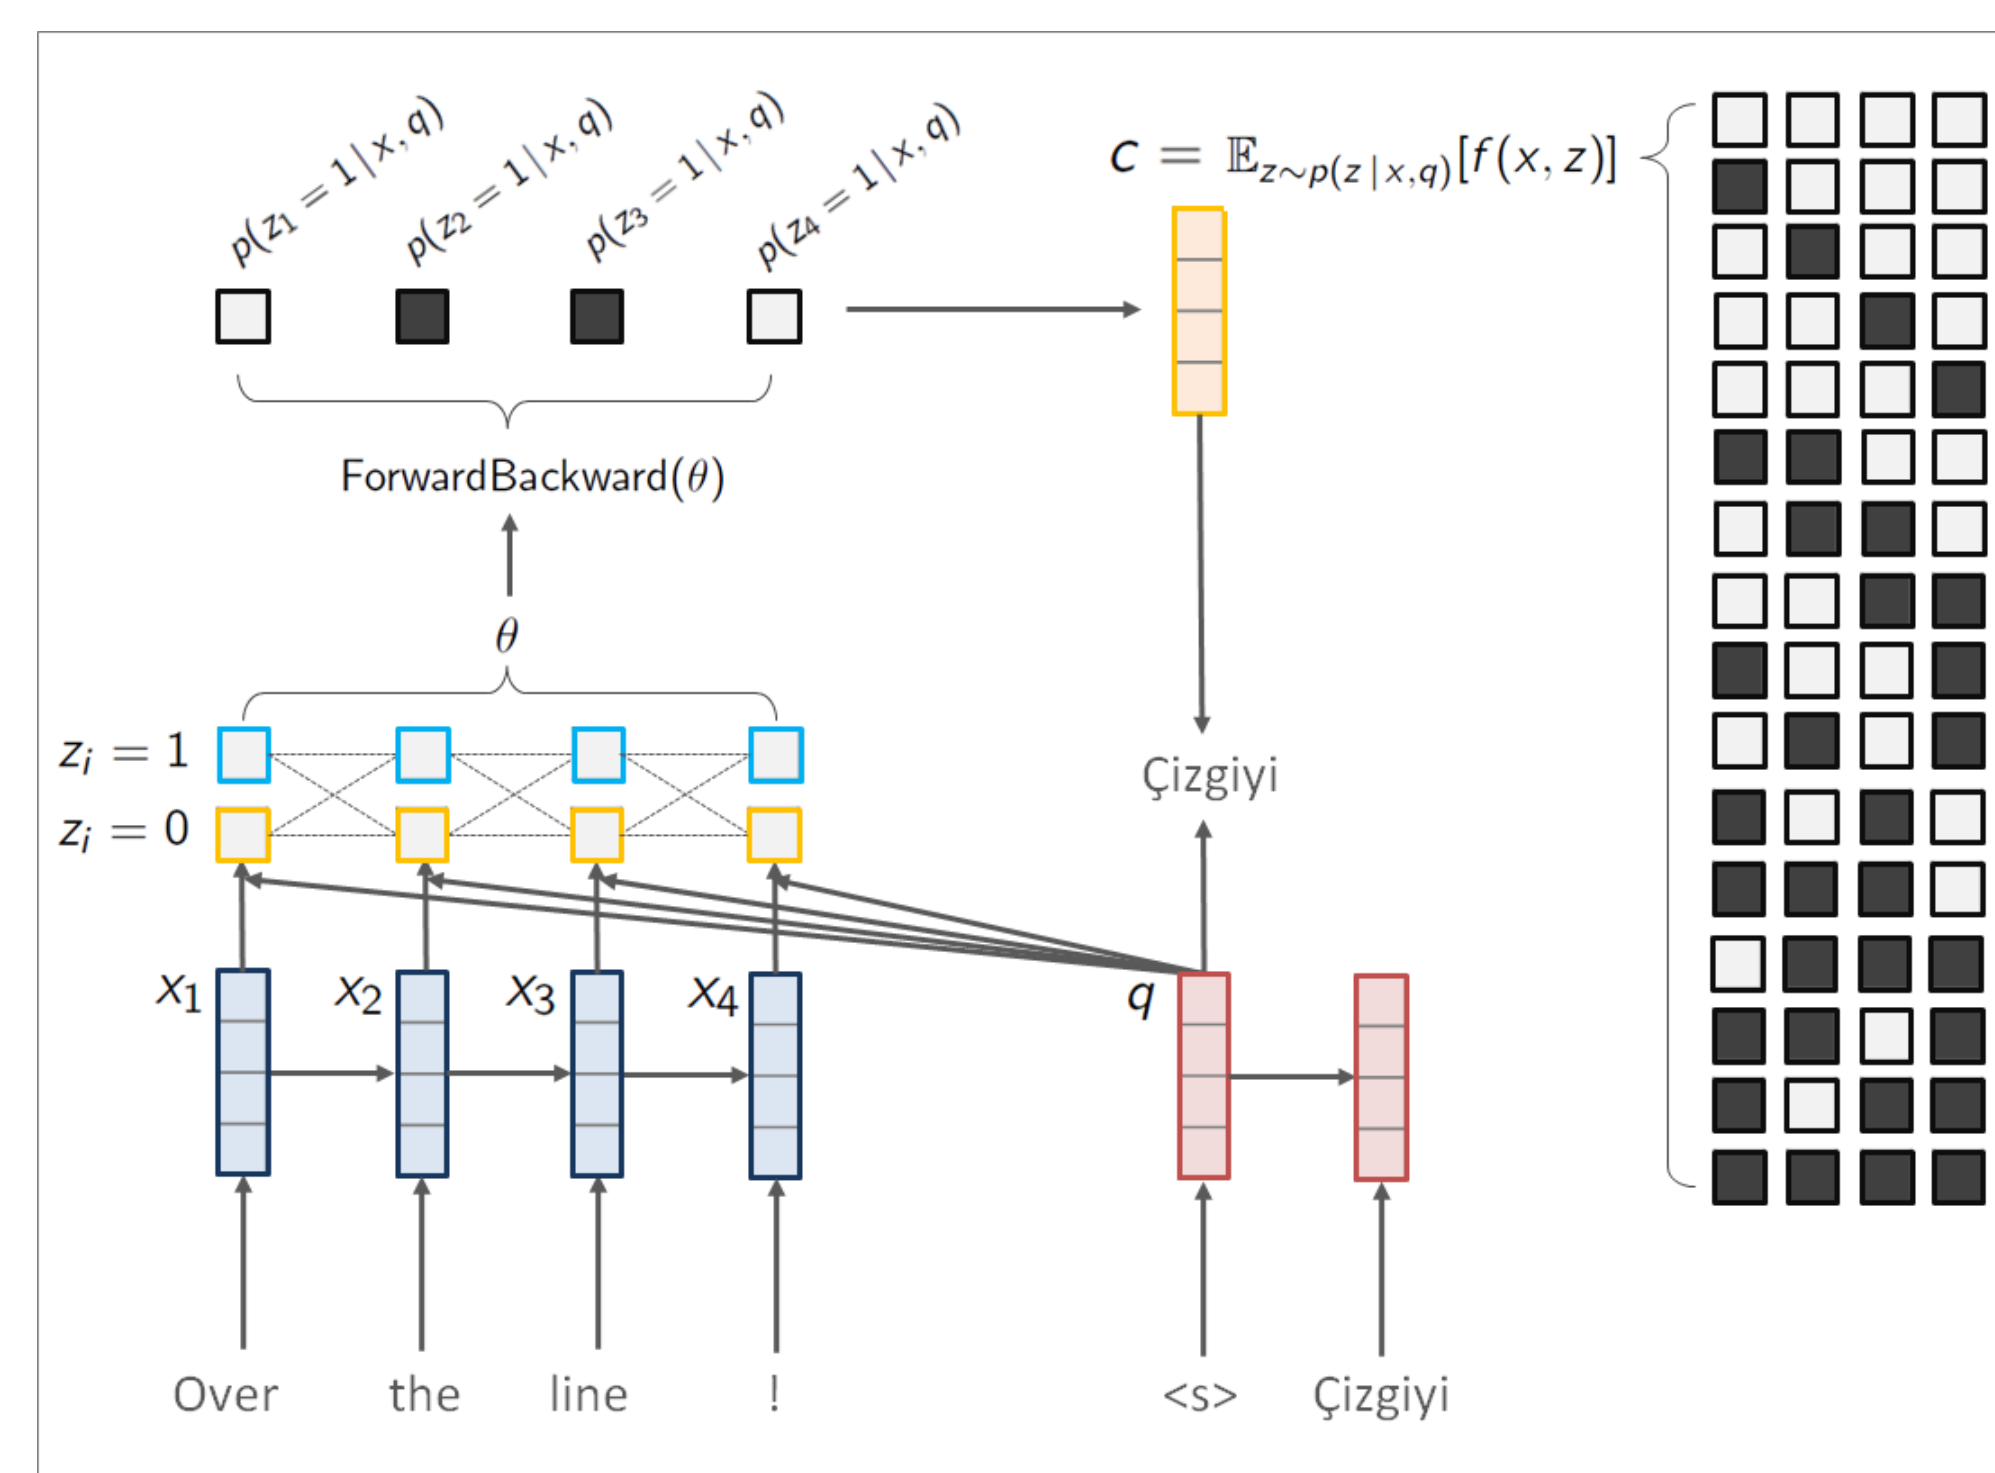 p(z₁ = 1 | x, q)
p(z₂ = 1 | x, q)
p(z₃ = 1 | x, q)
p(z₄ = 1 | x, q)
c = 𝔼_{z∼p(z | x,q)}[f(x, z)]
ForwardBackward(θ)
θ
zᵢ = 1
Çizgiyi
zᵢ = 0
x₁ x₂ x₃ x₄ q
Over the line ! <s> Çizgiyi